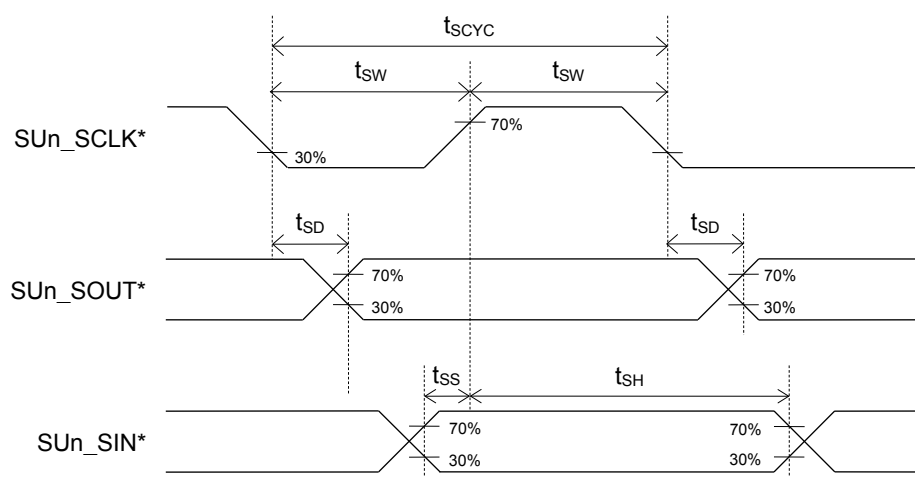 tSCYC
tSW tSW
SUn_SCLK*
70%
30%
tSD tSD
SUn_SOUT*
70% 70%
30% 30%
tSS tSH
SUn_SIN*
70% 70%
30% 30%